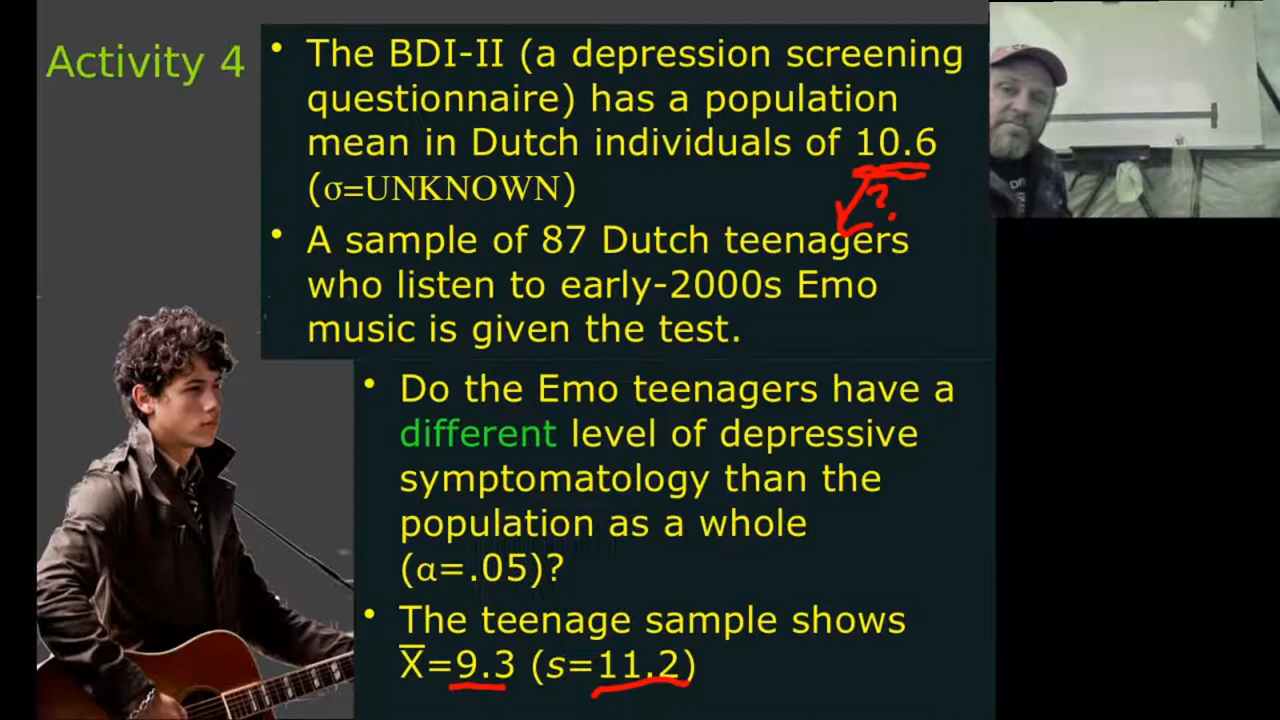 Activity 4
• The BDI-II (a depression screening
questionnaire) has a population
mean in Dutch individuals of 10.6
(σ=UNKNOWN)
?
• A sample of 87 Dutch teenagers
who listen to early-2000s Emo
music is given the test.
• Do the Emo teenagers have a
different level of depressive
symptomatology than the
population as a whole
(α=.05)?
• The teenage sample shows
X̅=9.3 (s=11.2)